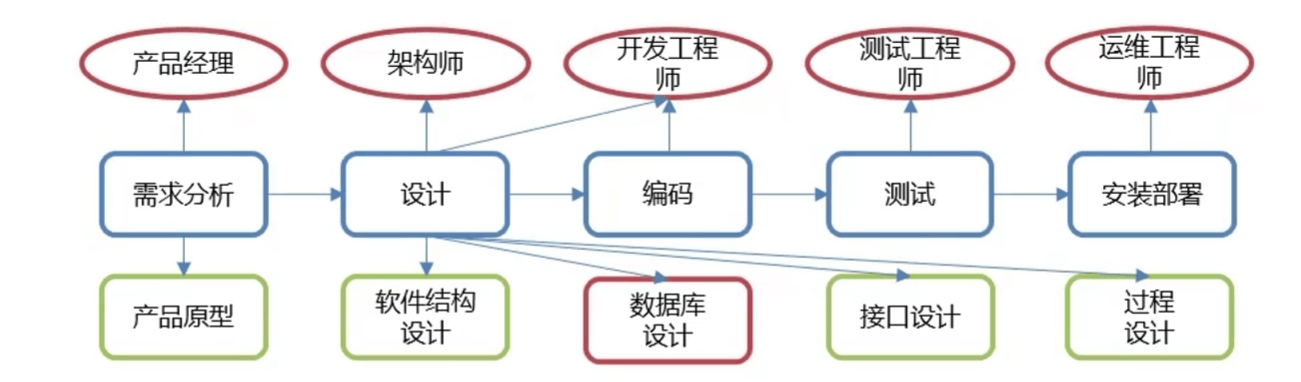 产品经理
架构师
开发工程
师
测试工程
师
运维工程
师
需求分析
设计
编码
测试
安装部署
产品原型
软件结构
设计
数据库
设计
接口设计
过程
设计